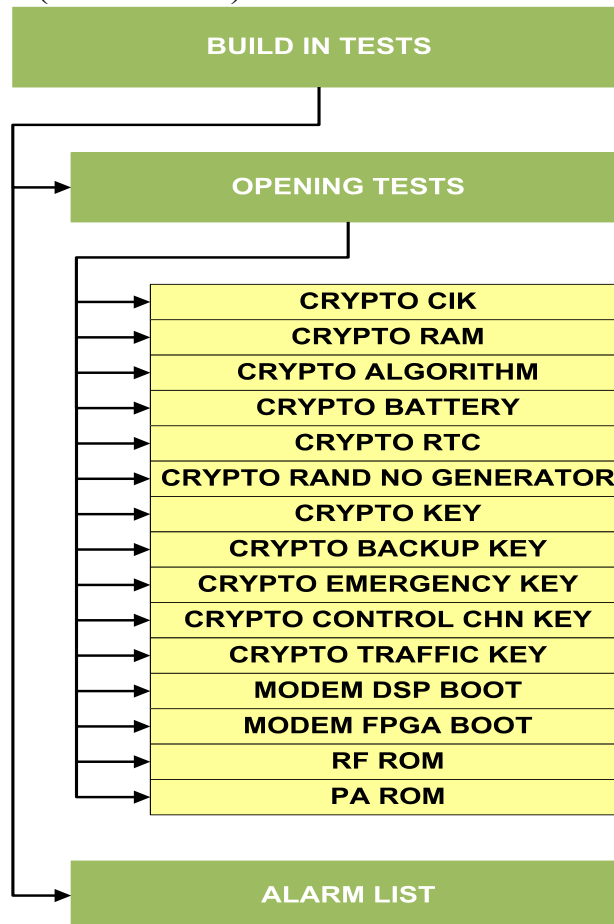 BUILD IN TESTS
OPENING TESTS
CRYPTO CIK
CRYPTO RAM
CRYPTO ALGORITHM
CRYPTO BATTERY
CRYPTO RTC
CRYPTO RAND NO GENERATOR
CRYPTO KEY
CRYPTO BACKUP KEY
CRYPTO EMERGENCY KEY
CRYPTO CONTROL CHN KEY
CRYPTO TRAFFIC KEY
MODEM DSP BOOT
MODEM FPGA BOOT
RF ROM
PA ROM
ALARM LIST